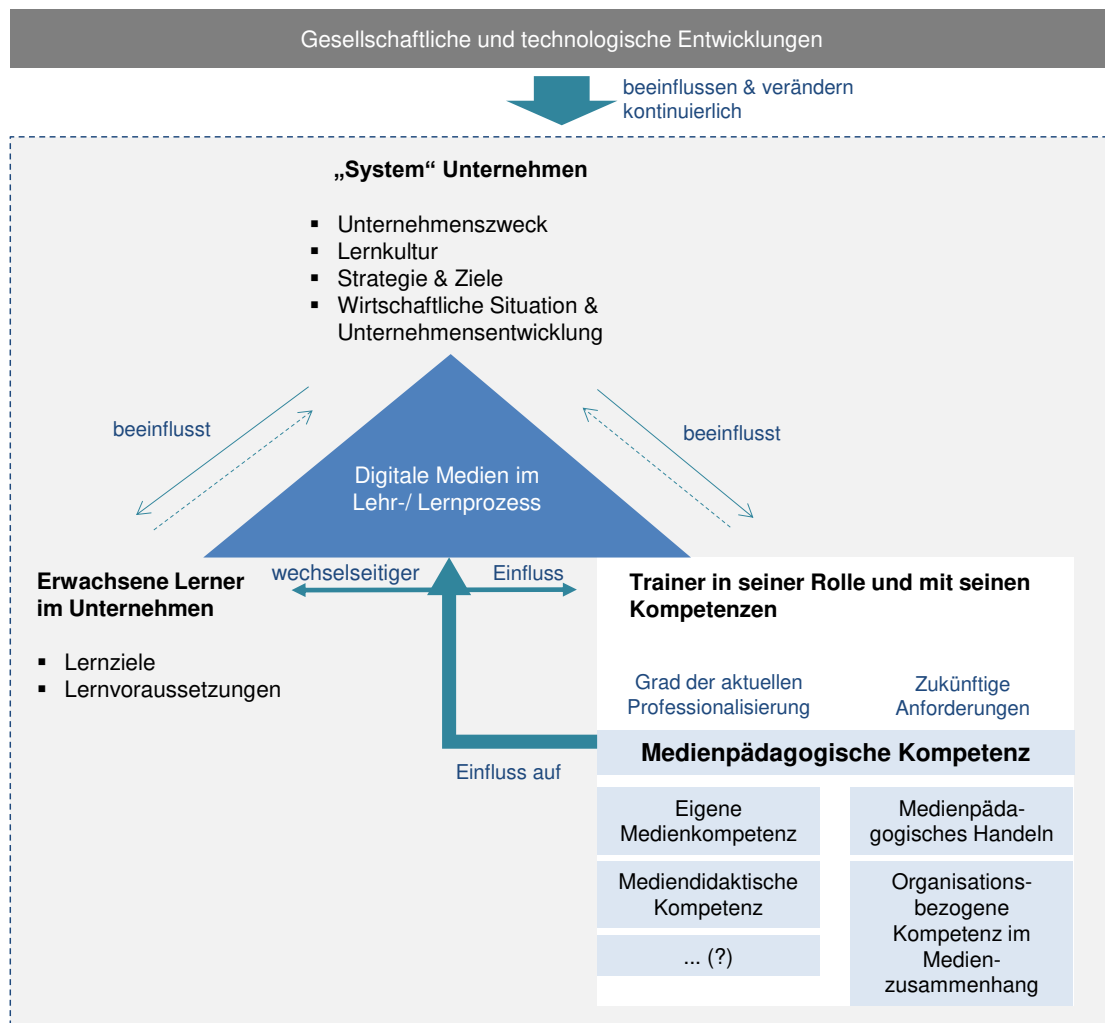 Gesellschaftliche und technologische Entwicklungen
beeinflussen & verändern
kontinuierlich
„System“ Unternehmen
▪ Unternehmenszweck
▪ Lernkultur
▪ Strategie & Ziele
▪ Wirtschaftliche Situation &
Unternehmensentwicklung
beeinflusst
beeinflusst
Digitale Medien im
Lehr-/ Lernprozess
wechselseitiger Einfluss
Erwachsene Lerner
im Unternehmen
▪ Lernziele
▪ Lernvoraussetzungen
Trainer in seiner Rolle und mit seinen
Kompetenzen
Grad der aktuellen
Professionalisierung
Zukünftige
Anforderungen
Einfluss auf
Medienpädagogische Kompetenz
Eigene
Medienkompetenz
Medienpäda-
gogisches Handeln
Mediendidaktische
Kompetenz
... (?)
Organisations-
bezogene
Kompetenz im
Medien-
zusammenhang